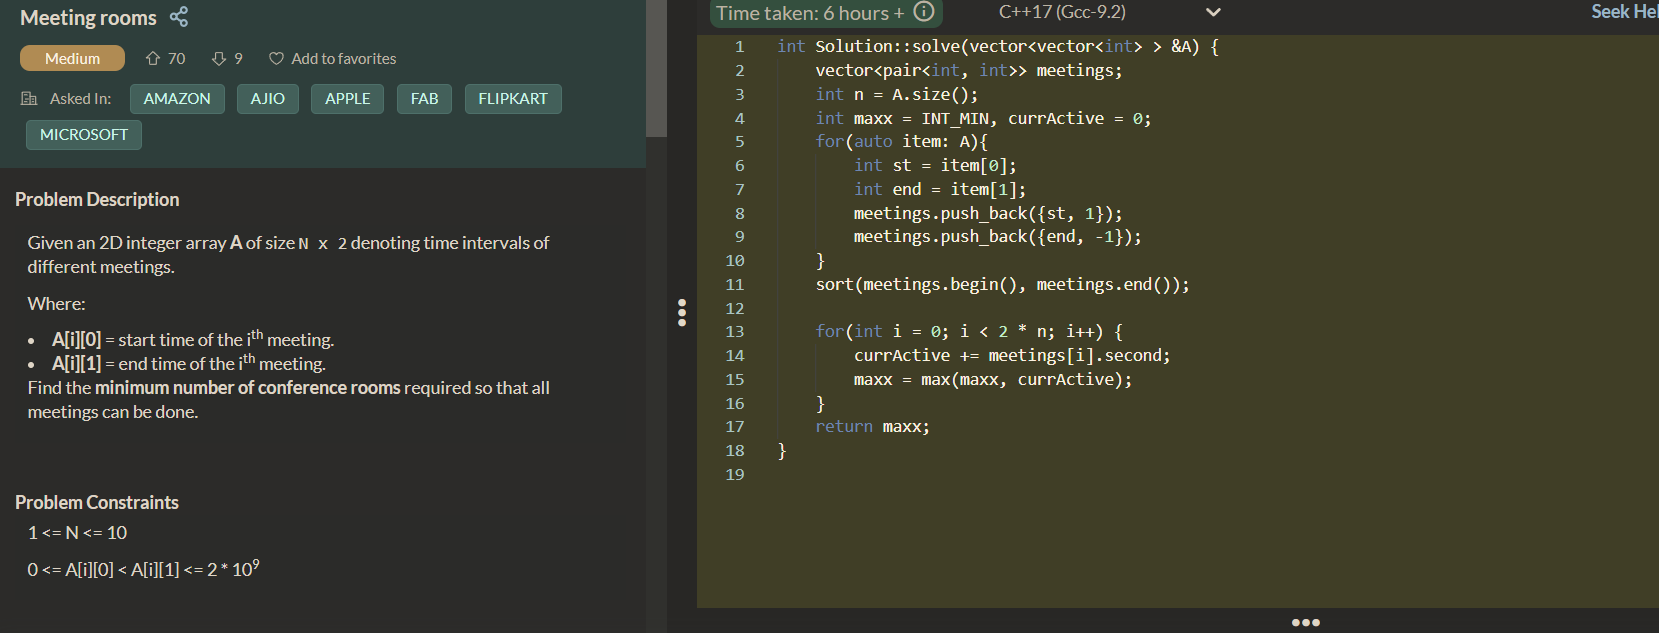 Meeting rooms
Medium 70 9 Add to favorites
Asked In: AMAZON AJIO APPLE FAB FLIPKART
MICROSOFT
Problem Description
Given an 2D integer array A of size N x 2 denoting time intervals of
different meetings.
Where:
• A[i][0] = start time of the ith meeting.
• A[i][1] = end time of the ith meeting.
Find the minimum number of conference rooms required so that all
meetings can be done.
Problem Constraints
1 <= N <= 10
0 <= A[i][0] < A[i][1] <= 2 * 10^9
Time taken: 6 hours + C++17 (Gcc-9.2) Seek Hel
1 int Solution::solve(vector<vector<int> > &A) {
2 vector<pair<int, int>> meetings;
3 int n = A.size();
4 int maxx = INT_MIN, currActive = 0;
5 for(auto item: A){
6 int st = item[0];
7 int end = item[1];
8 meetings.push_back({st, 1});
9 meetings.push_back({end, -1});
10 }
11 sort(meetings.begin(), meetings.end());
12
13 for(int i = 0; i < 2 * n; i++) {
14 currActive += meetings[i].second;
15 maxx = max(maxx, currActive);
16 }
17 return maxx;
18 }
19